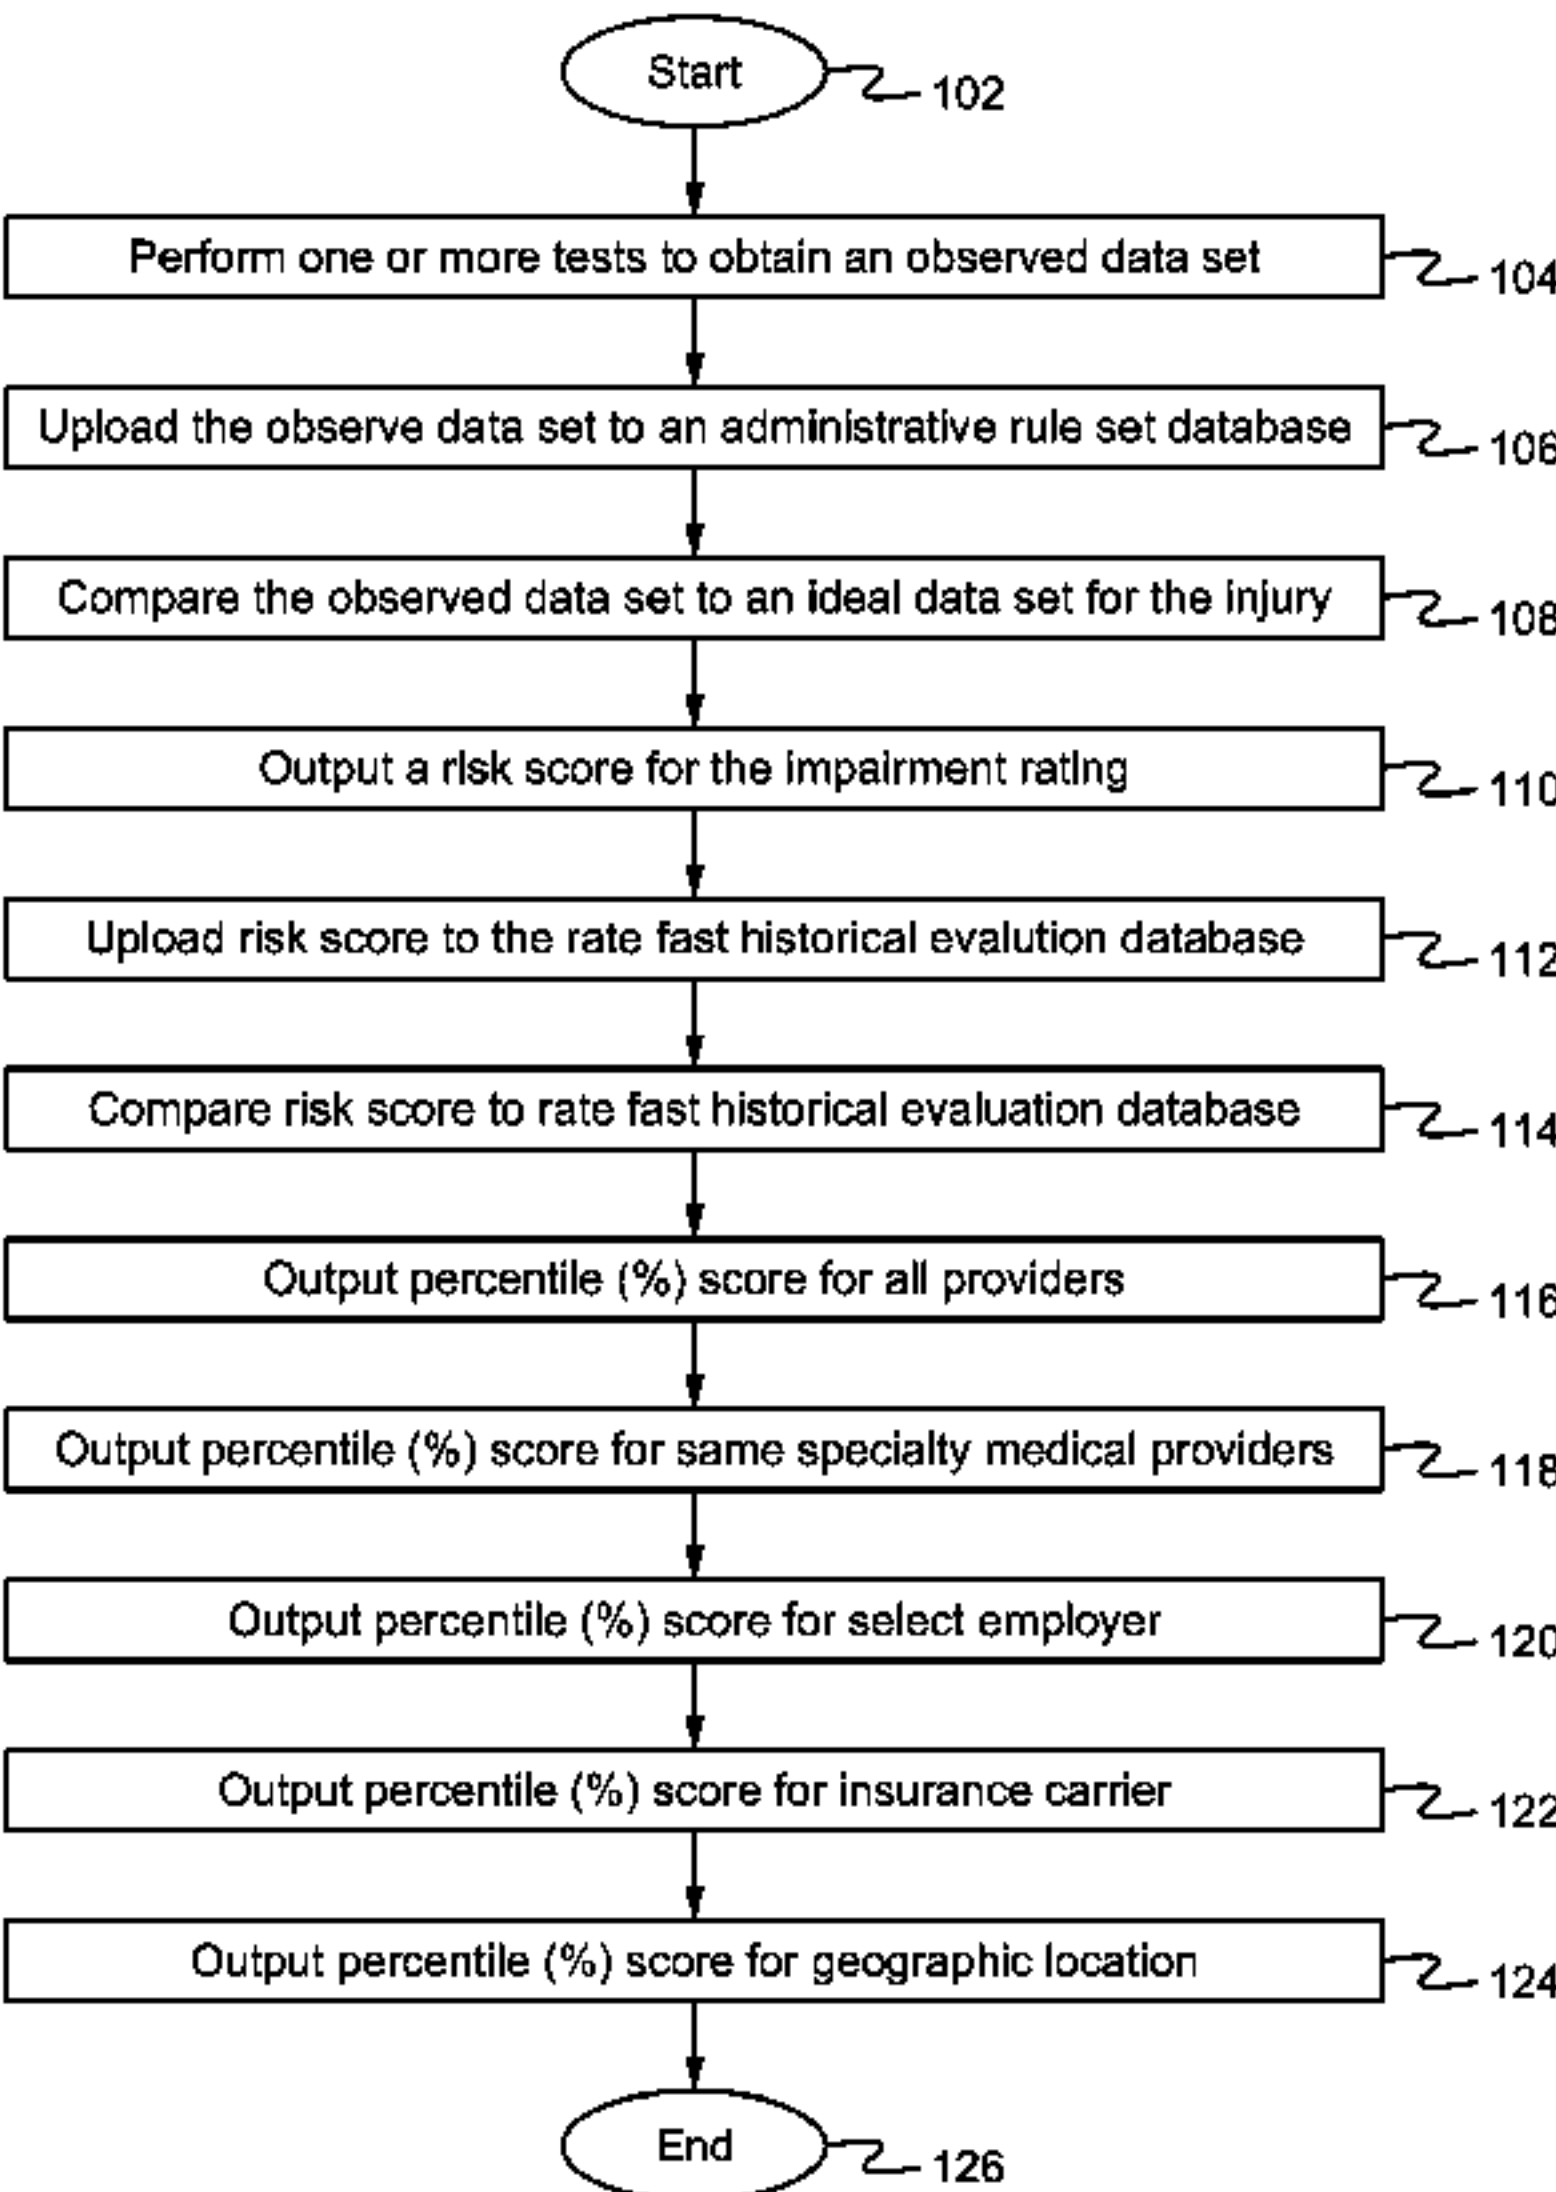 Start
102
Perform one or more tests to obtain an observed data set
104
Upload the observe data set to an administrative rule set database
106
Compare the observed data set to an ideal data set for the injury
108
Output a risk score for the impairment rating
110
Upload risk score to the rate fast historical evalution database
112
Compare risk score to rate fast historical evaluation database
114
Output percentile (%) score for all providers
116
Output percentile (%) score for same specialty medical providers
118
Output percentile (%) score for select employer
120
Output percentile (%) score for insurance carrier
122
Output percentile (%) score for geographic location
124
End
126